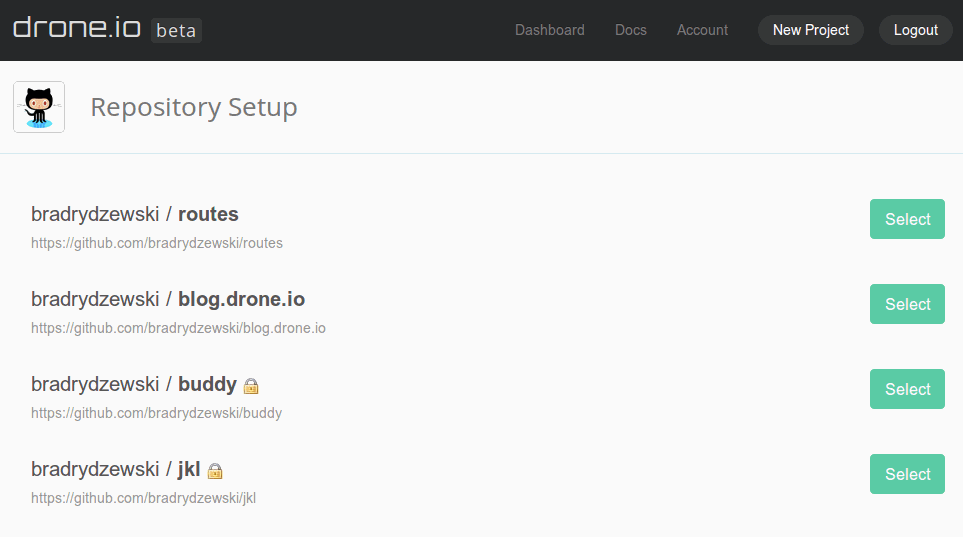 drone.io beta Dashboard Docs Account New Project Logout
Repository Setup
bradrydzewski / routes Select
https://github.com/bradrydzewski/routes
bradrydzewski / blog.drone.io Select
https://github.com/bradrydzewski/blog.drone.io
bradrydzewski / buddy Select
https://github.com/bradrydzewski/buddy
bradrydzewski / jkl Select
https://github.com/bradrydzewski/jkl